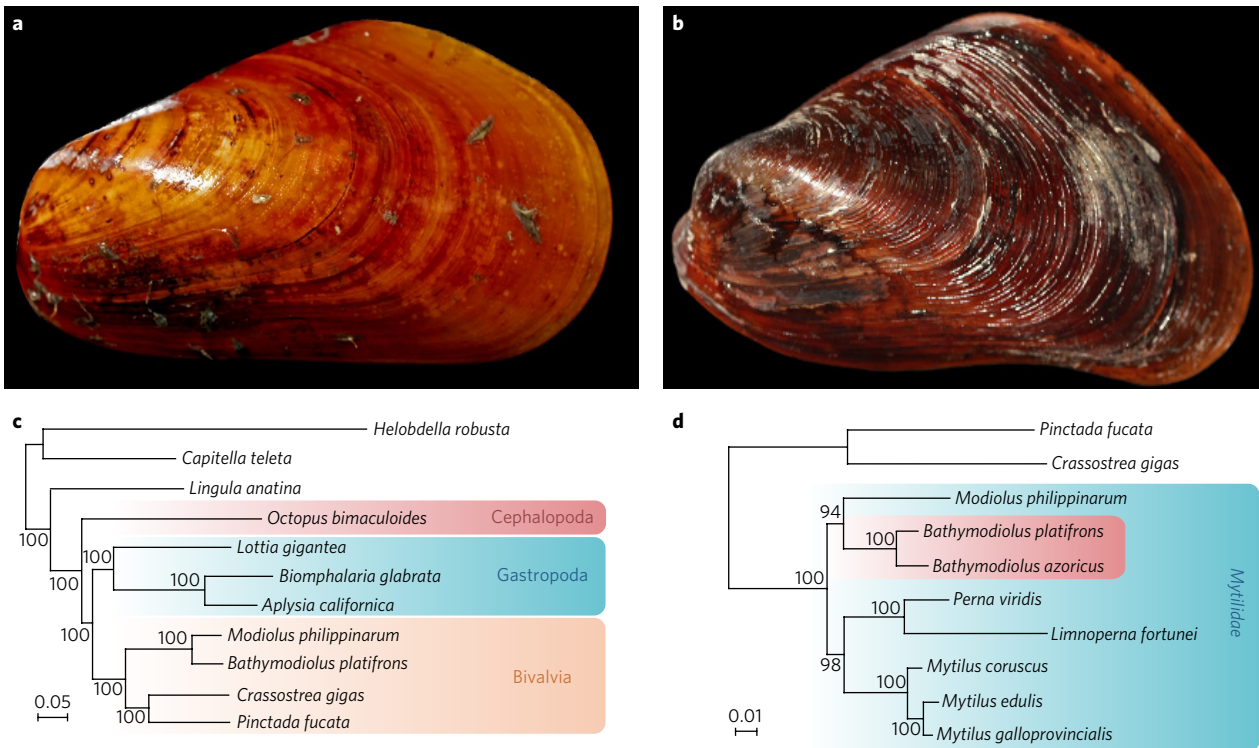 a
b
c
Helobdella robusta
Capitella teleta
Lingula anatina
100
Octopus bimaculoides
Cephalopoda
100
Lottia gigantea
100
Biomphalaria glabrata
100
Aplysia californica
Gastropoda
100
Modiolus philippinarum
100
Bathymodiolus platifrons
Bivalvia
100
Crassostrea gigas
100
Pinctada fucata
0.05
d
Pinctada fucata
Crassostrea gigas
Modiolus philippinarum
94
Bathymodiolus platifrons
100
Bathymodiolus azoricus
100
Mytilidae
Perna viridis
100
Limnoperna fortunei
98
Mytilus coruscus
100
Mytilus edulis
100
Mytilus galloprovincialis
0.01